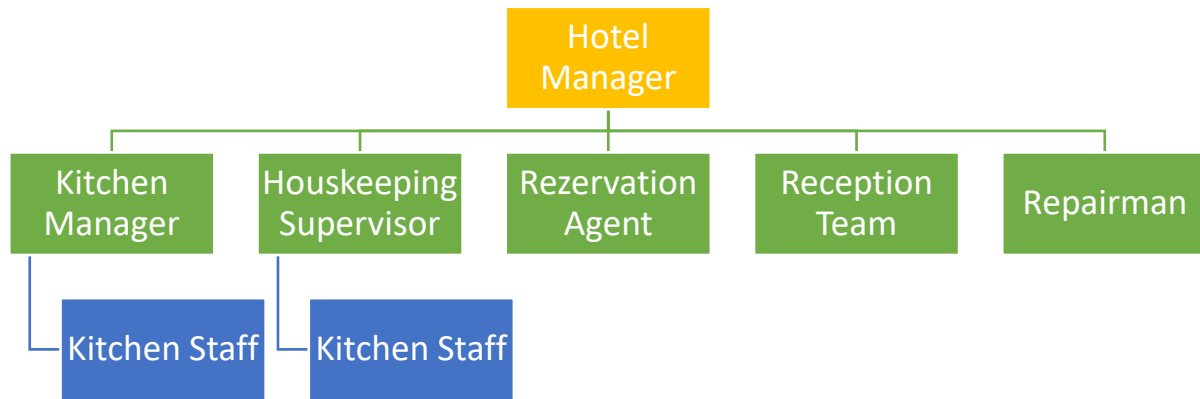 Hotel
Manager
Kitchen
Manager
Houskeeping
Supervisor
Rezervation
Agent
Reception
Team
Repairman
Kitchen Staff
Kitchen Staff